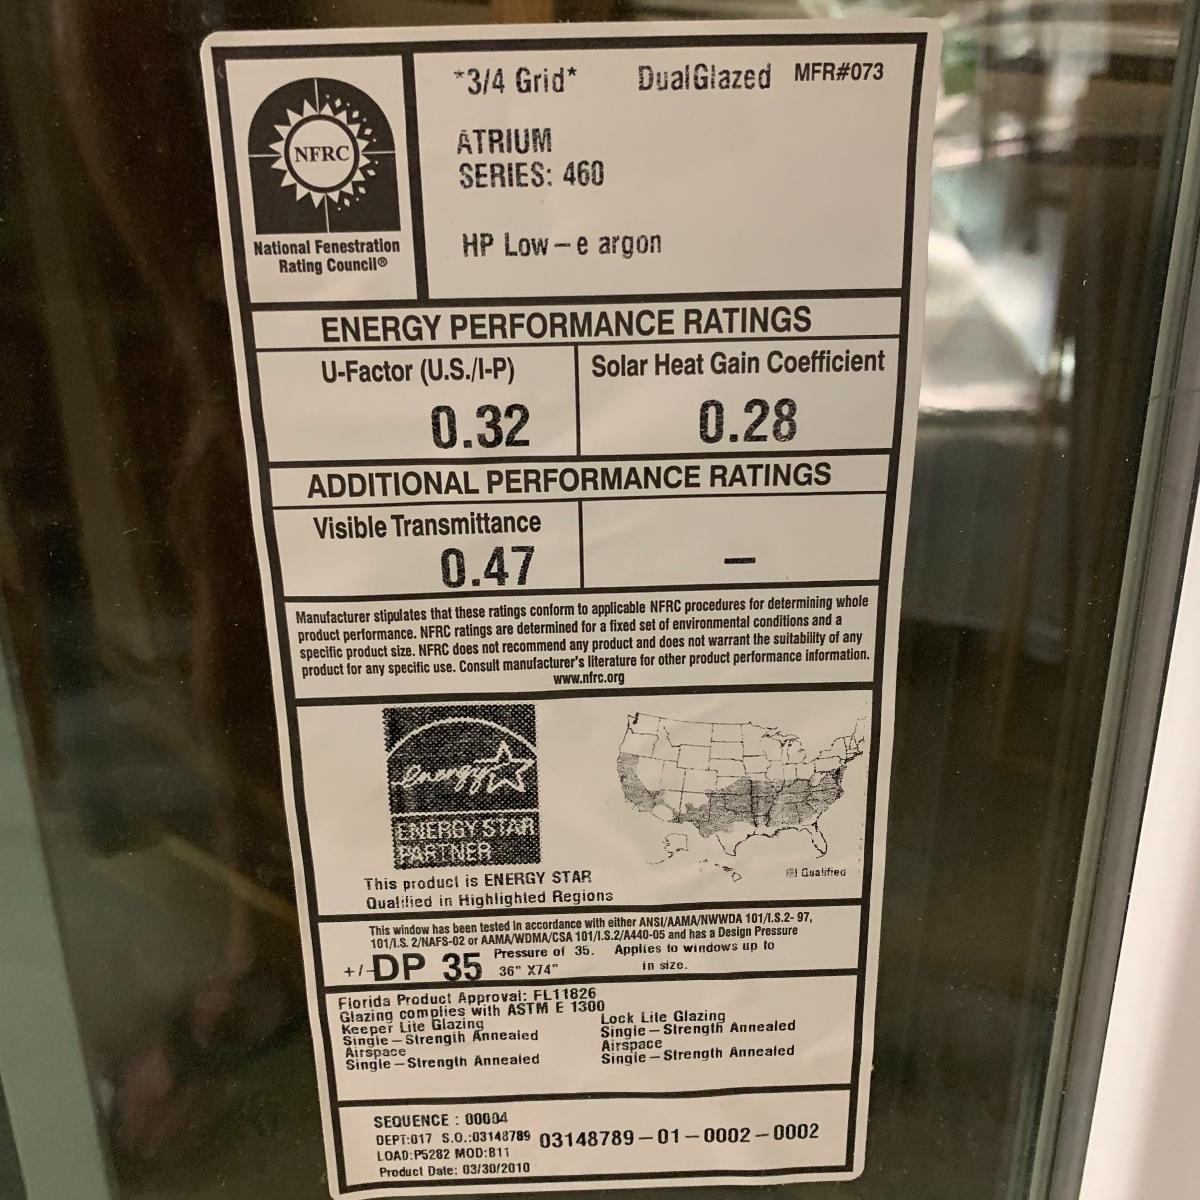 *3/4 Grid* DualGlazed MFR#073
ATRIUM
SERIES: 460
HP Low-e argon
NFRC
National Fenestration
Rating Council®
ENERGY PERFORMANCE RATINGS
U-Factor (U.S./I-P)
0.32
Solar Heat Gain Coefficient
0.28
ADDITIONAL PERFORMANCE RATINGS
Visible Transmittance
0.47
—
Manufacturer stipulates that these ratings conform to applicable NFRC procedures for determining whole
product performance. NFRC ratings are determined for a fixed set of environmental conditions and a
specific product size. NFRC does not recommend any product and does not warrant the suitability of any
product for any specific use. Consult manufacturer's literature for other product performance information.
www.nfrc.org
energy
ENERGY STAR
PARTNER
This product is ENERGY STAR
Qualified in Highlighted Regions
Qualified
This window has been tested in accordance with either ANSI/AAMA/NWWDA 101/I.S.2- 97,
101/I.S. 2/NAFS-02 or AAMA/WDMA/CSA 101/I.S.2/A440-05 and has a Design Pressure
+/-DP 35 Pressure of 35. Applies to windows up to
36" X74" in size.
Florida Product Approval: FL11826
Glazing complies with ASTM E 1300
Keeper Lite Glazing
Single-Strength Annealed
Airspace
Single-Strength Annealed
Lock Lite Glazing
Single-Strength Annealed
Airspace
Single-Strength Annealed
SEQUENCE : 00004
DEPT:017 S.O.:03148789 03148789-01-0002-0002
LOAD:P5282 MOD:B11
Product Date: 03/30/2010